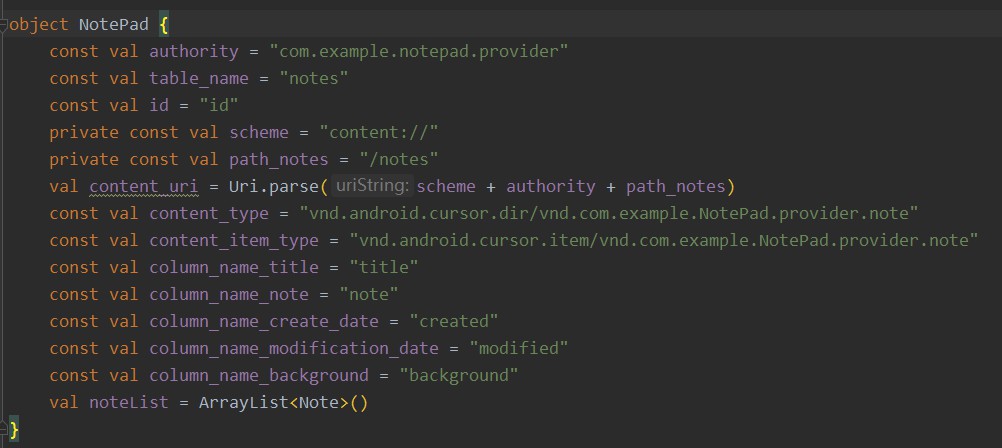 object NotePad {
const val authority = "com.example.notepad.provider"
const val table_name = "notes"
const val id = "id"
private const val scheme = "content://"
private const val path_notes = "/notes"
val content_uri = Uri.parse( uriString: scheme + authority + path_notes)
const val content_type = "vnd.android.cursor.dir/vnd.com.example.NotePad.provider.note"
const val content_item_type = "vnd.android.cursor.item/vnd.com.example.NotePad.provider.note"
const val column_name_title = "title"
const val column_name_note = "note"
const val column_name_create_date = "created"
const val column_name_modification_date = "modified"
const val column_name_background = "background"
val noteList = ArrayList<Note>()
}